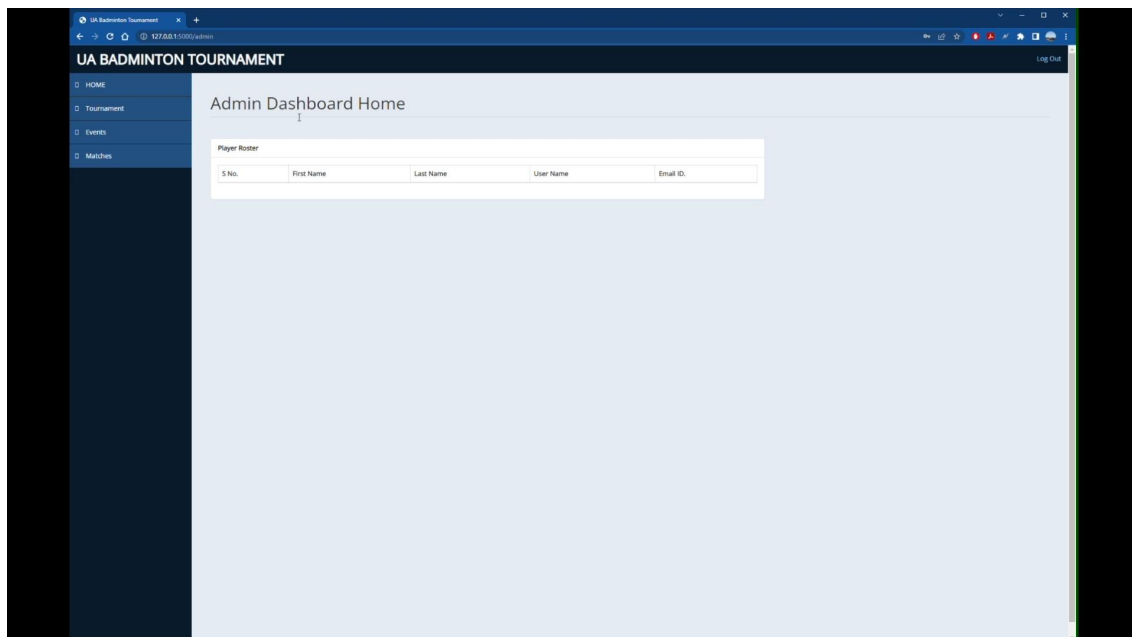 UA Badminton Tournament
127.0.0.1:5000/admin
UA BADMINTON TOURNAMENT
Log Out
HOME
Tournament
Events
Matches
Admin Dashboard Home
Player Roster
S No. First Name Last Name User Name Email ID.